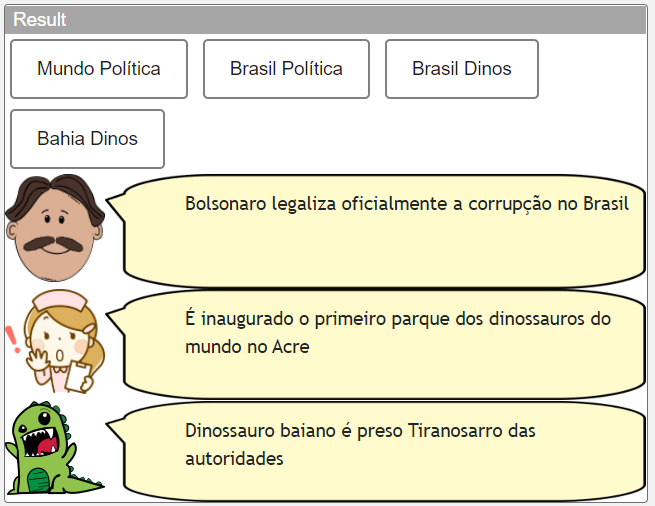 Result
Mundo Política
Brasil Política
Brasil Dinos
Bahia Dinos
Bolsonaro legaliza oficialmente a corrupção no Brasil
É inaugurado o primeiro parque dos dinossauros do
mundo no Acre
Dinossauro baiano é preso Tiranosarro das
autoridades